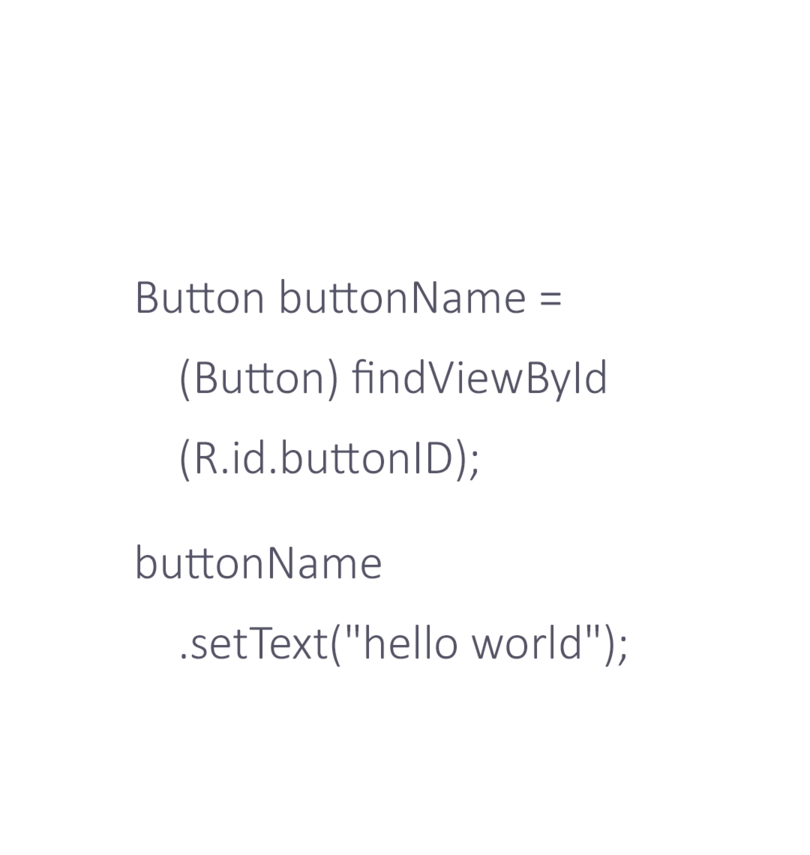 Button buttonName =
(Button) findViewById
(R.id.buttonID);
buttonName
.setText("hello world");